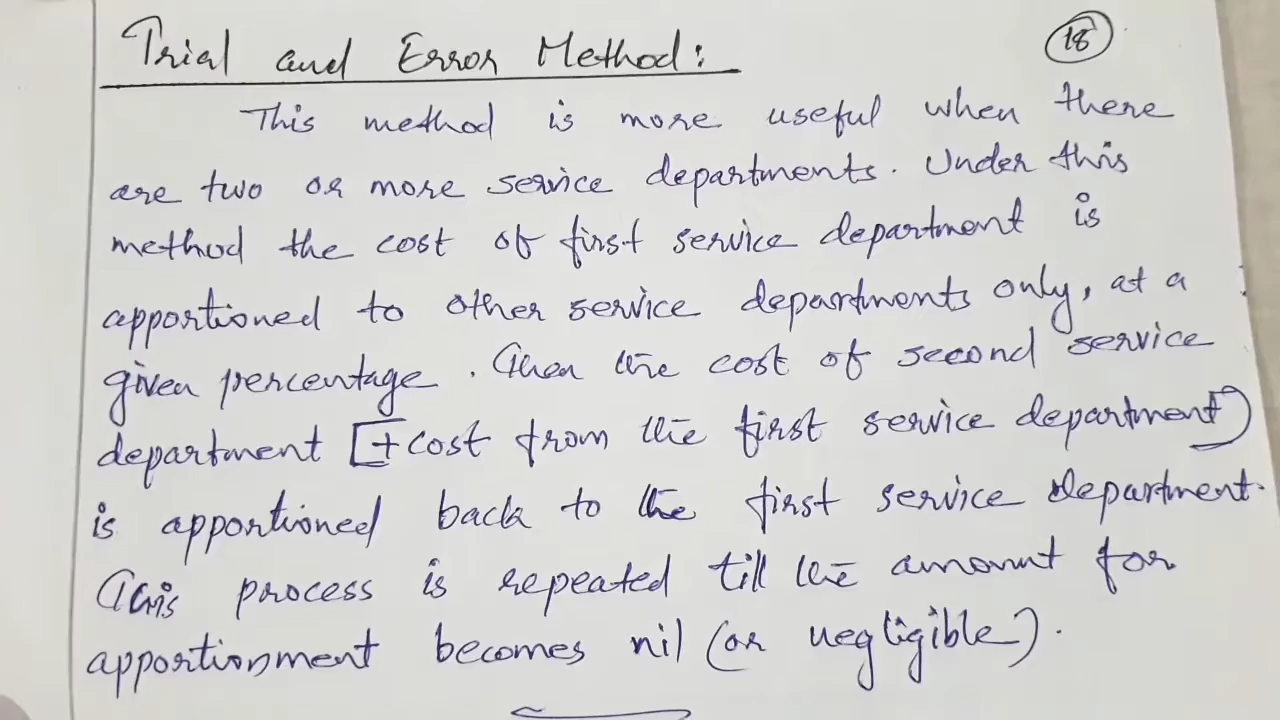 Trial and Error Method:
18
This method is more useful when there
are two or more service departments. Under this
method the cost of first service department is
apportioned to other service departments only, at a
given percentage. Then the cost of second service
department [+ cost from the first service department)
is apportioned back to the first service department.
This process is repeated till the amount for
apportionment becomes nil (or negligible).